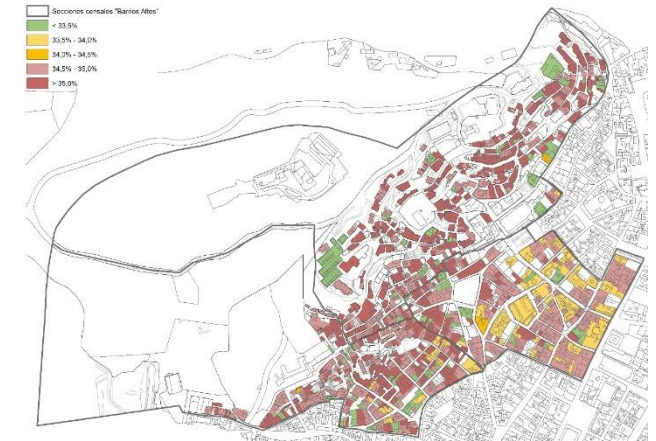 Secciones censales "Barrios Altos"
< 33,5%
33,5% - 34,0%
34,0% - 34,5%
34,5% - 35,0%
> 35,0%